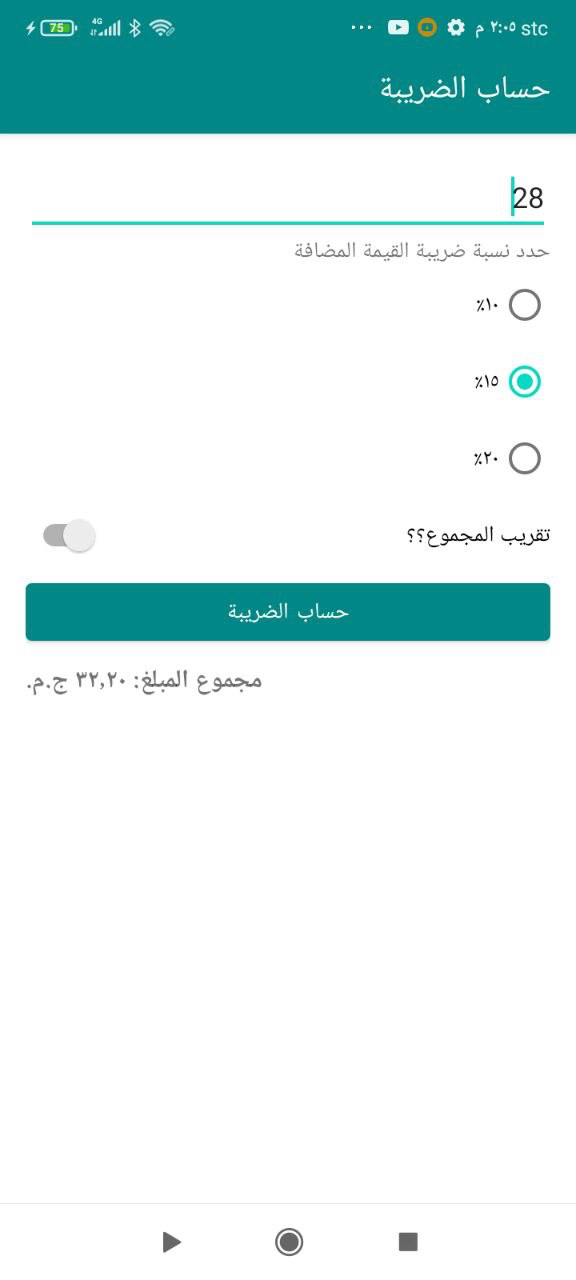 ٢:٠٥ م stc
4G
75
حساب الضريبة
28
حدد نسبة ضريبة القيمة المضافة
١٠٪
١٥٪
٢٠٪
تقريب المجموع؟؟
حساب الضريبة
مجموع المبلغ: ٣٢,٢٠ ج.م.